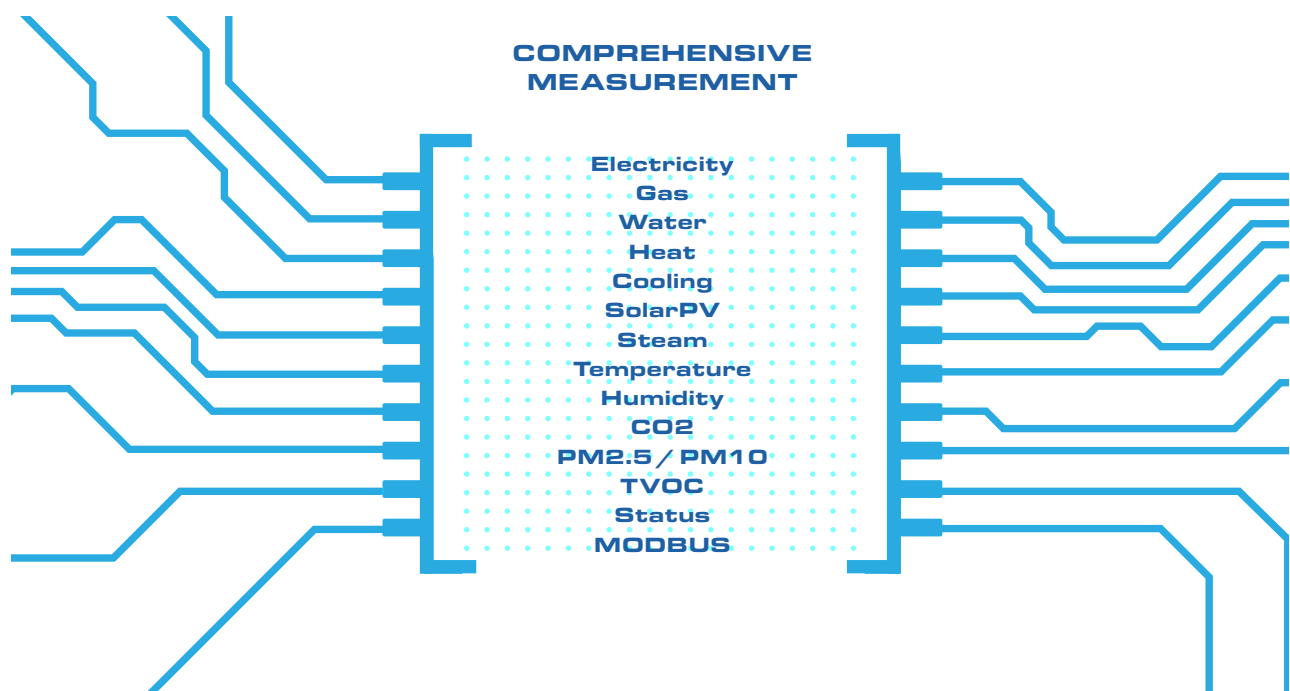 COMPREHENSIVE
MEASUREMENT
Electricity
Gas
Water
Heat
Cooling
SolarPV
Steam
Temperature
Humidity
CO2
PM2.5 / PM10
TVOC
Status
MODBUS